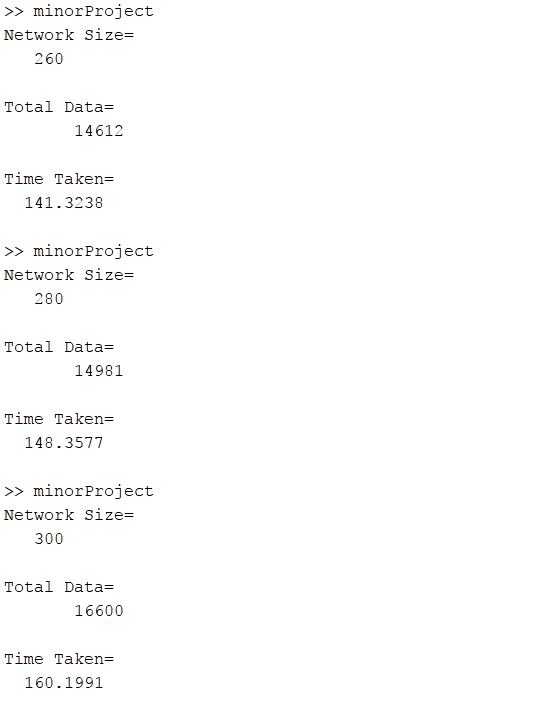 >> minorProject
Network Size=
260
Total Data=
14612
Time Taken=
141.3238
>> minorProject
Network Size=
280
Total Data=
14981
Time Taken=
148.3577
>> minorProject
Network Size=
300
Total Data=
16600
Time Taken=
160.1991